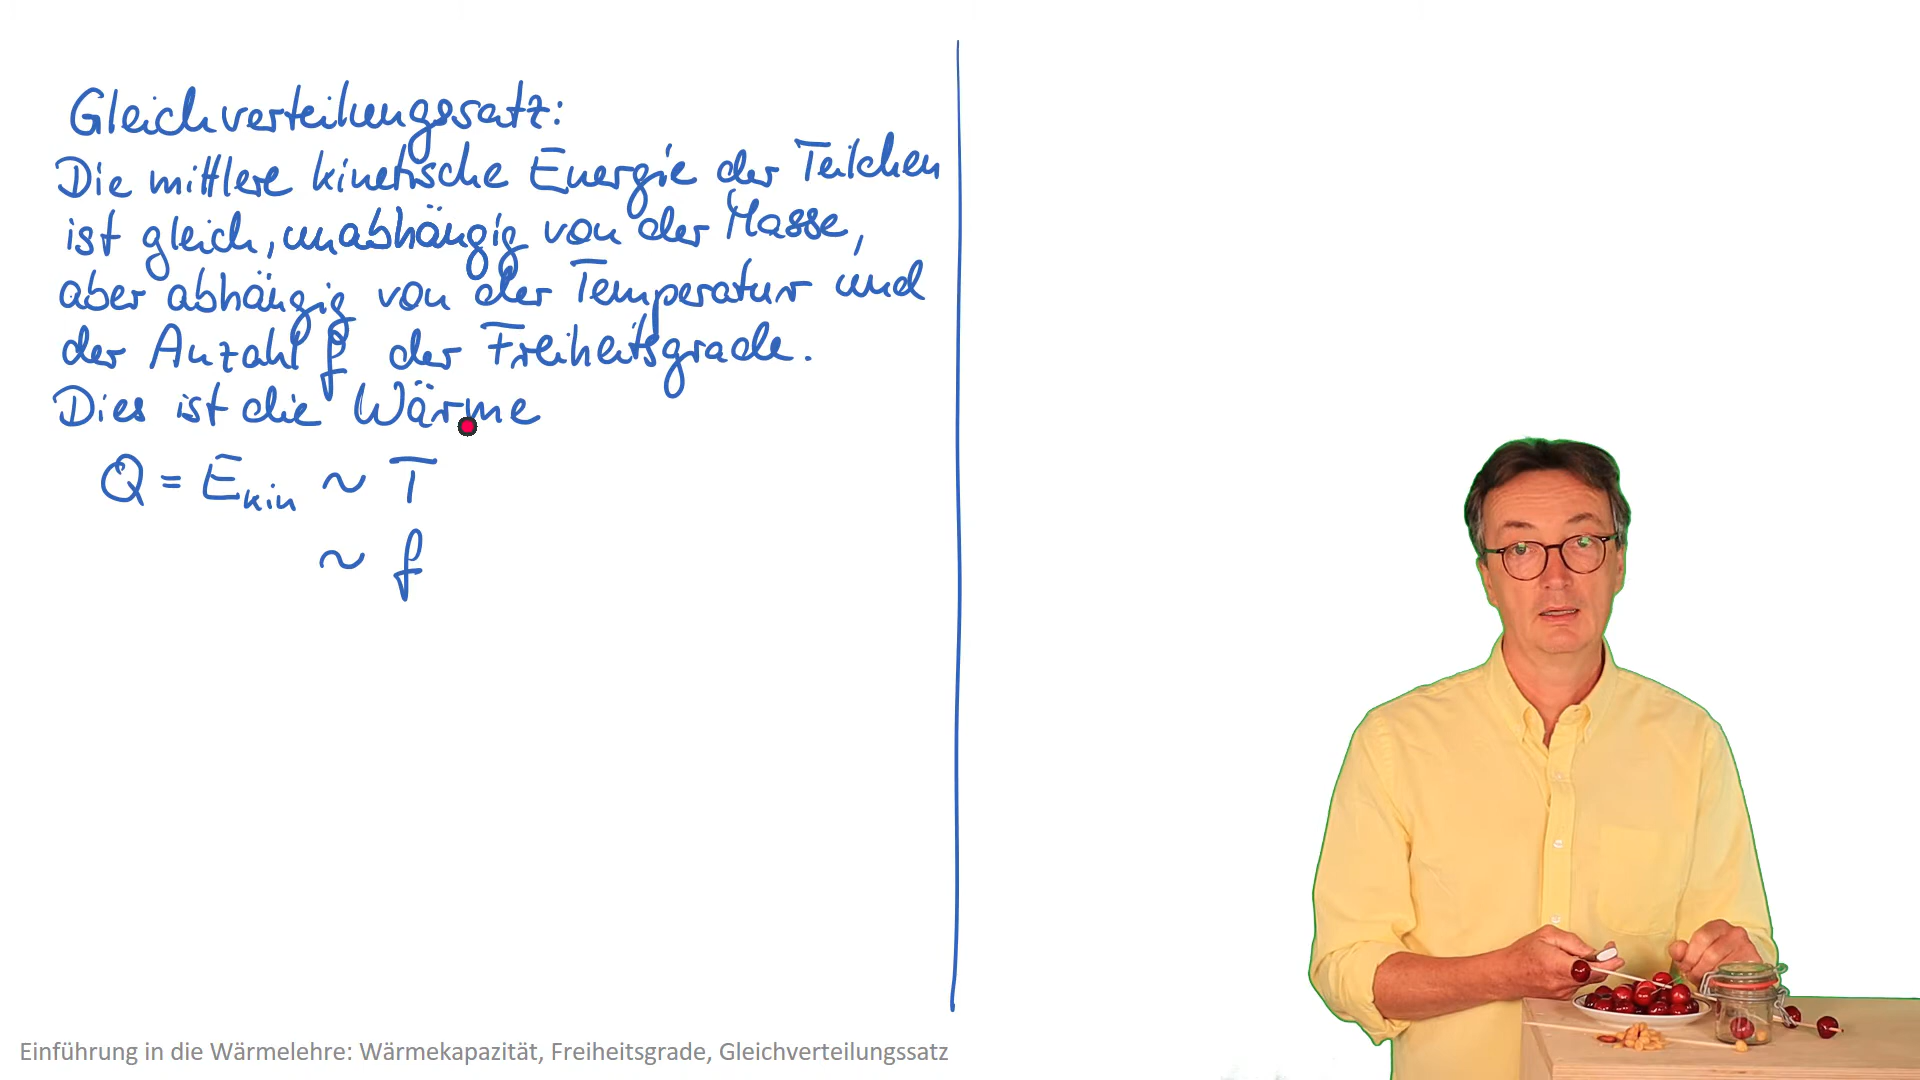 Gleichverteilungssatz:
Die mittlere kinetische Energie der Teilchen
ist gleich, unabhängig von der Masse,
aber abhängig von der Temperatur und
der Anzahl f der Freiheitsgrade.
Dies ist die Wärme
Q = E_kin ~ T
~ f
Einführung in die Wärmelehre: Wärmekapazität, Freiheitsgrade, Gleichverteilungssatz